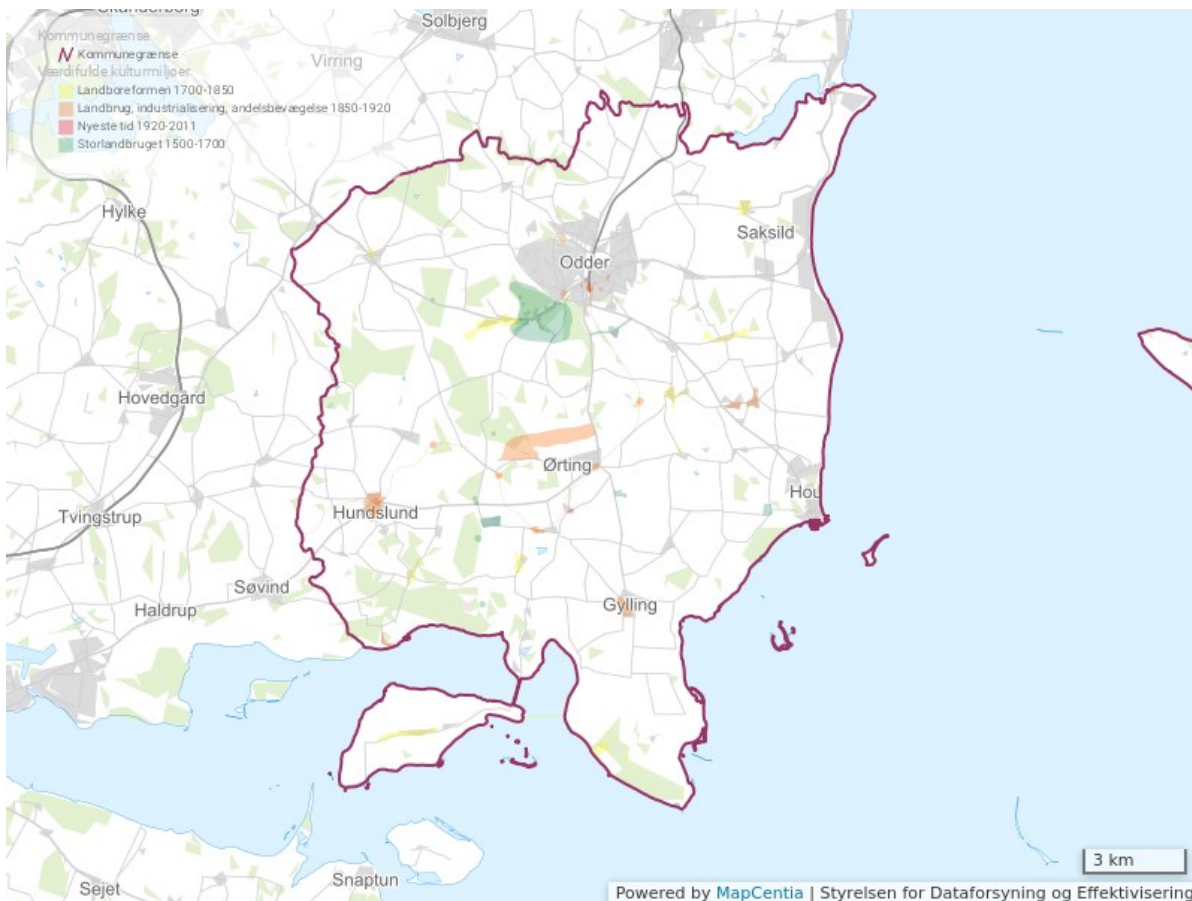 Skanderborg
Solbjerg
Kommunegrænse
Kommunegrænse
Virring
Værdifulde kulturmiljøer
Landboreformen 1700-1850
Landbrug, industrialisering, andelsbevægelse 1850-1920
Nyeste tid 1920-2011
Storlandbruget 1500-1700
Hylke
Saksild
Odder
Hovedgård
Ørting
Hou
Hundslund
Tvingstrup
Søvind
Gylling
Haldrup
3 km
Snaptun
Sejet
Powered by MapCentia | Styrelsen for Dataforsyning og Effektivisering